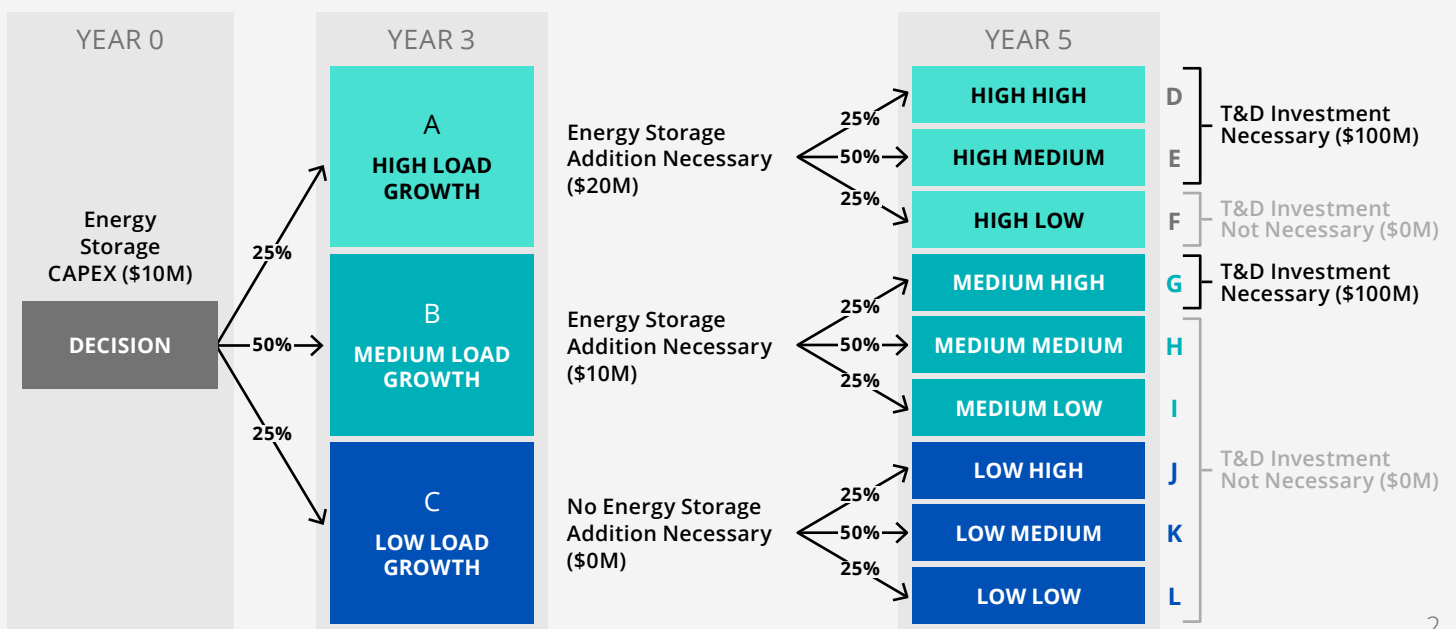 YEAR 0
YEAR 3
YEAR 5
Energy
Storage
CAPEX ($10M)
DECISION
25%
50%
25%
A
HIGH LOAD
GROWTH
B
MEDIUM LOAD
GROWTH
C
LOW LOAD
GROWTH
Energy Storage
Addition Necessary
($20M)
25%
50%
25%
Energy Storage
Addition Necessary
($10M)
25%
50%
25%
No Energy Storage
Addition Necessary
($0M)
25%
50%
25%
HIGH HIGH
D
HIGH MEDIUM
E
HIGH LOW
F
MEDIUM HIGH
G
MEDIUM MEDIUM
H
MEDIUM LOW
I
LOW HIGH
J
LOW MEDIUM
K
LOW LOW
L
T&D Investment
Necessary ($100M)
T&D Investment
Not Necessary ($0M)
T&D Investment
Necessary ($100M)
T&D Investment
Not Necessary ($0M)